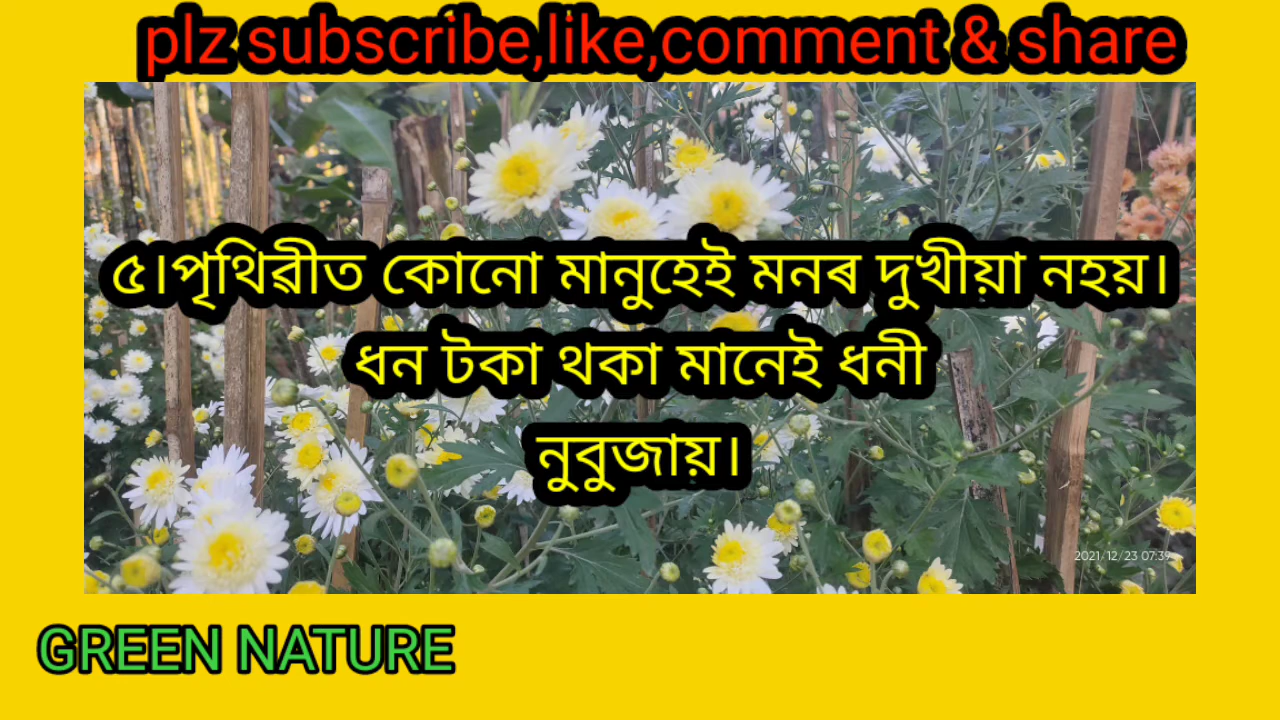 plz subscribe,like,comment & share
৫।পৃথিৱীত কোনো মানুহেই মনৰ দুখীয়া নহয়।
ধন টকা থকা মানেই ধনী
নুবুজায়।
2021/12/23 07:39
GREEN NATURE